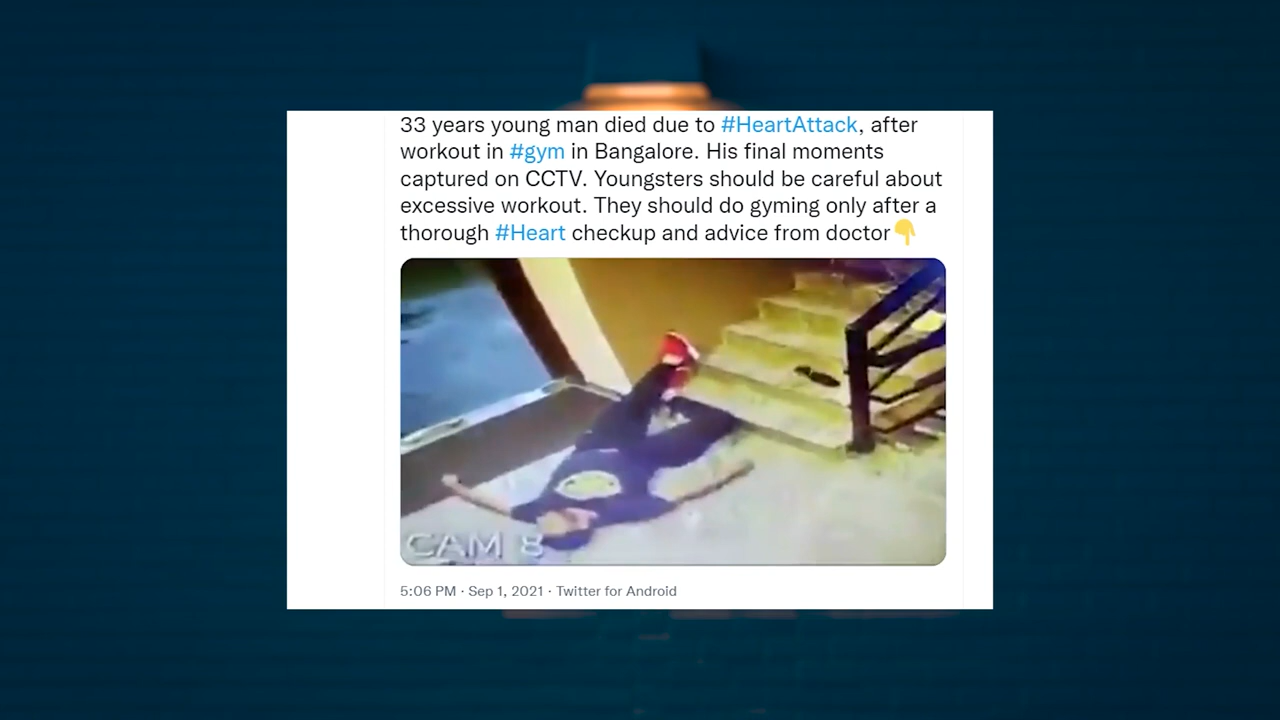 33 years young man died due to #HeartAttack, after
workout in #gym in Bangalore. His final moments
captured on CCTV. Youngsters should be careful about
excessive workout. They should do gyming only after a
thorough #Heart checkup and advice from doctor👇
CAM 8
5:06 PM · Sep 1, 2021 · Twitter for Android